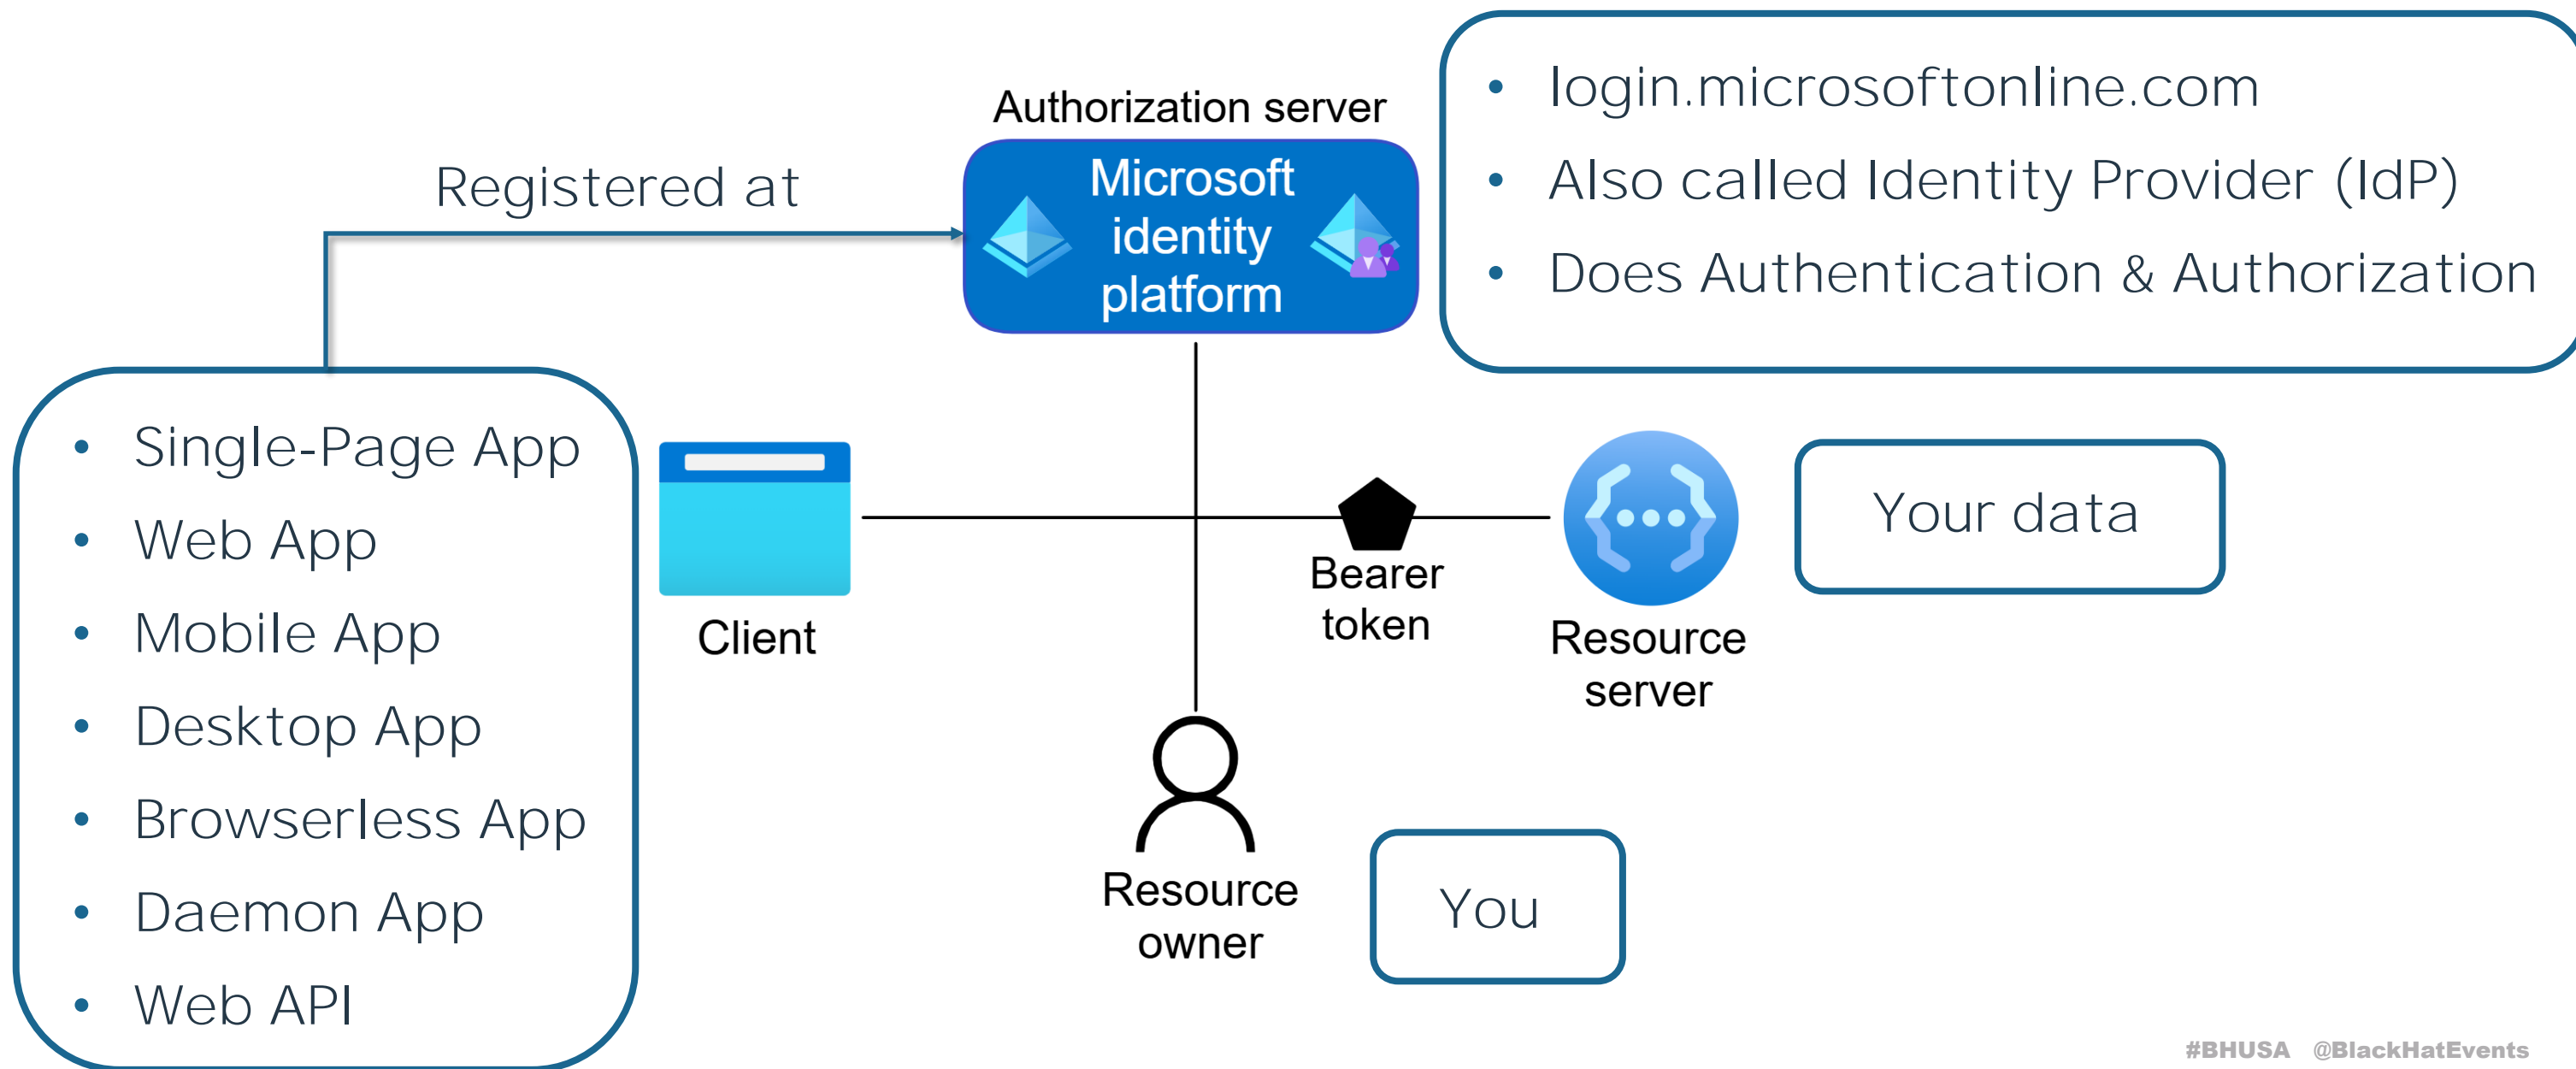 Authorization server
Microsoft
identity
platform
Registered at
• login.microsoftonline.com
• Also called Identity Provider (IdP)
• Does Authentication & Authorization
• Single-Page App
• Web App
• Mobile App
• Desktop App
• Browserless App
• Daemon App
• Web API
Client
Bearer
token
Resource
server
Your data
Resource
owner
You
#BHUSA @BlackHatEvents